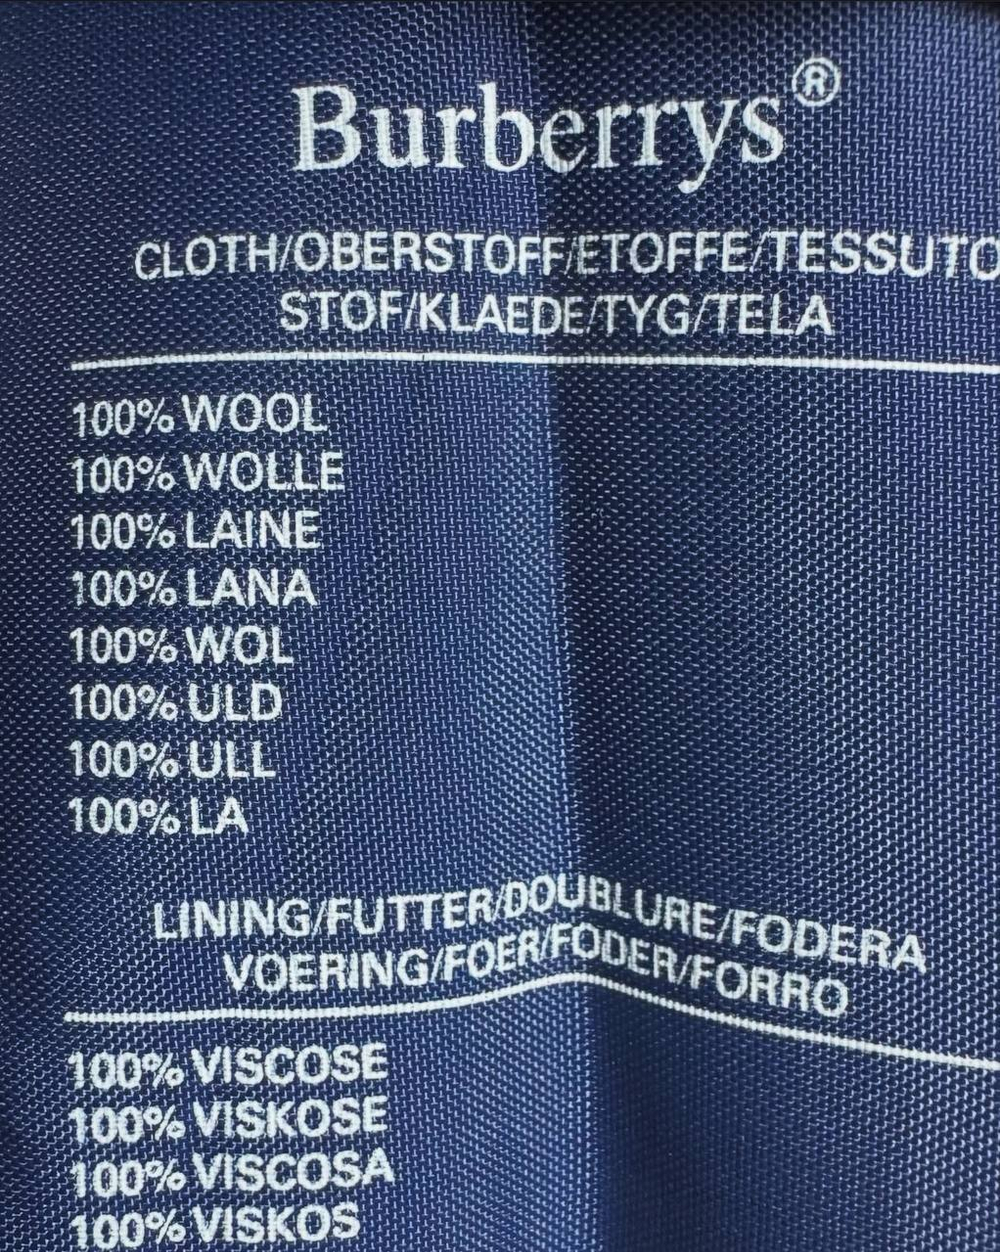 Burberrys®
CLOTH/OBERSTOFF/ETOFFE/TESSUTO
STOF/KLAEDE/TYG/TELA
100% WOOL
100% WOLLE
100% LAINE
100% LANA
100% WOL
100% ULD
100% ULL
100% LA
LINING/FUTTER/DOUBLURE/FODERA
VOERING/FOER/FODER/FORRO
100% VISCOSE
100% VISKOSE
100% VISCOSA
100% VISKOS